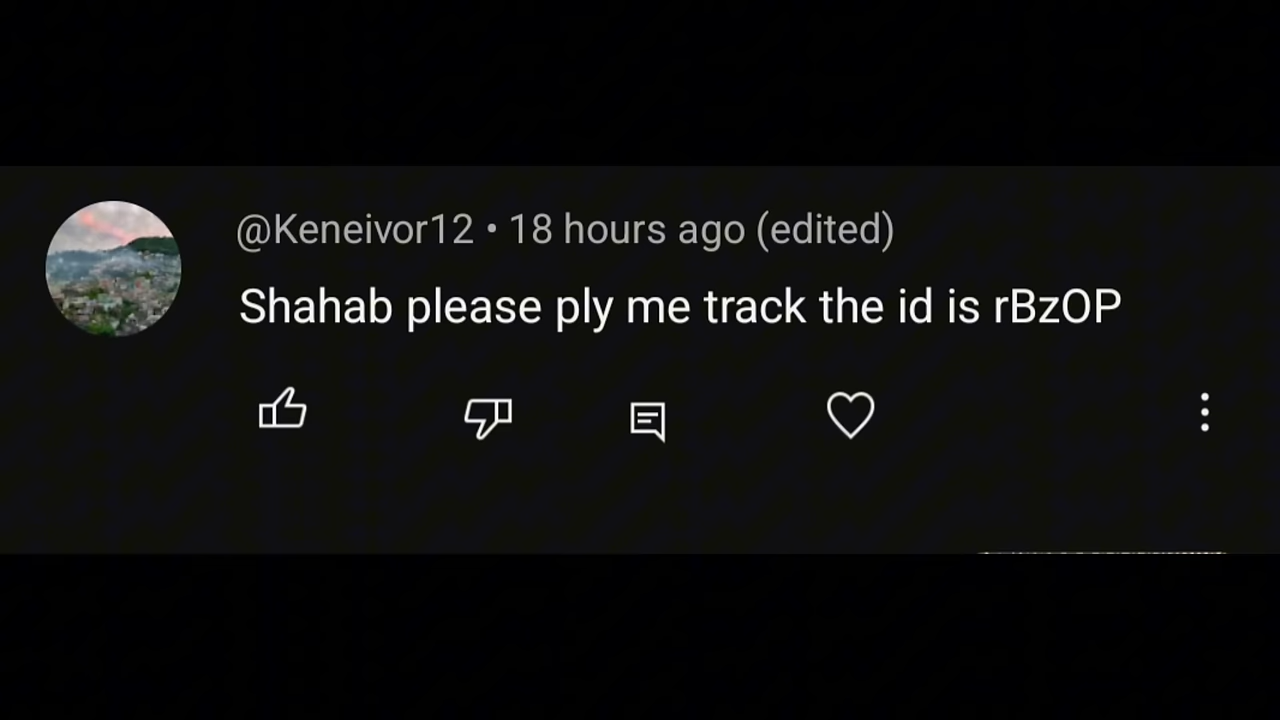 @Keneivor12 • 18 hours ago (edited)
Shahab please ply me track the id is rBzOP